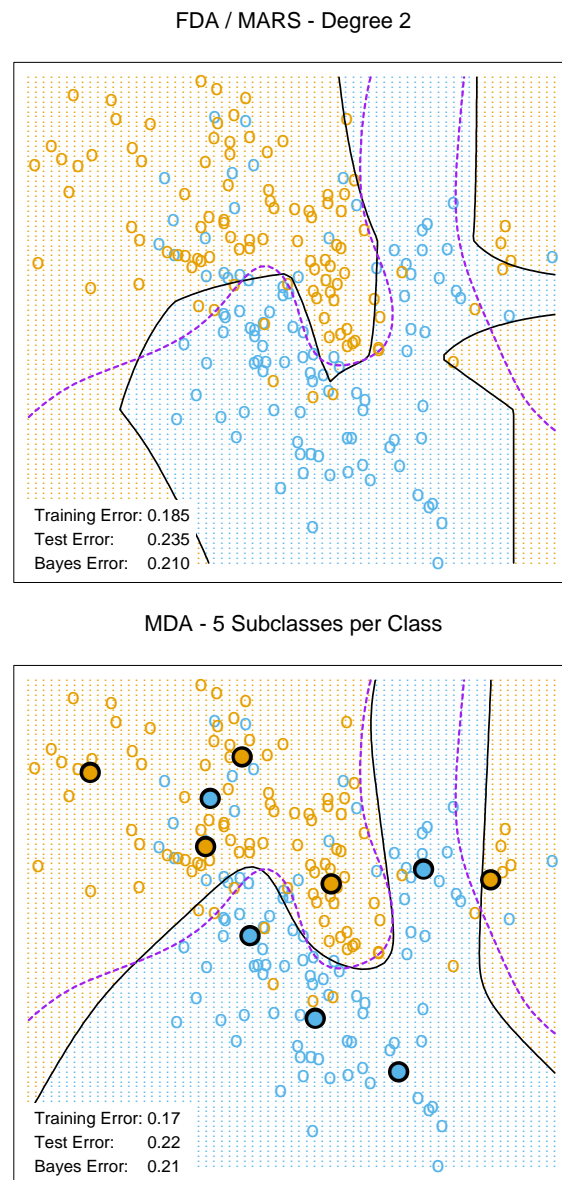 FDA / MARS - Degree 2
Training Error: 0.185
Test Error: 0.235
Bayes Error: 0.210
MDA - 5 Subclasses per Class
Training Error: 0.17
Test Error: 0.22
Bayes Error: 0.21